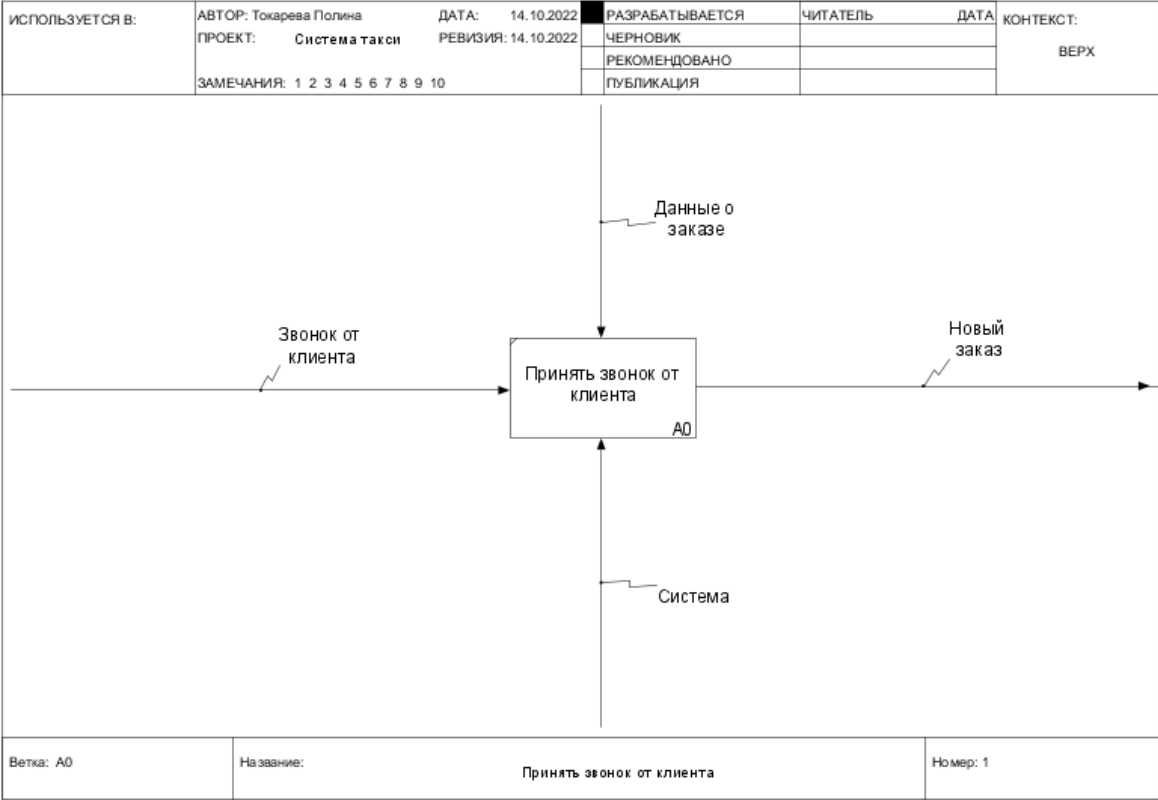 ИСПОЛЬЗУЕТСЯ В:
АВТОР: Токарева Полина
ДАТА: 14.10.2022
ПРОЕКТ: Система такси
РЕВИЗИЯ: 14.10.2022
ЗАМЕЧАНИЯ: 1 2 3 4 5 6 7 8 9 10
РАЗРАБАТЫВАЕТСЯ
ЧЕРНОВИК
РЕКОМЕНДОВАНО
ПУБЛИКАЦИЯ
ЧИТАТЕЛЬ
ДАТА
КОНТЕКСТ:
ВЕРХ
Данные о
заказе
Звонок от
клиента
Принять звонок от
клиента
A0
Новый
заказ
Система
Ветка: A0
Название:
Принять звонок от клиента
Номер: 1